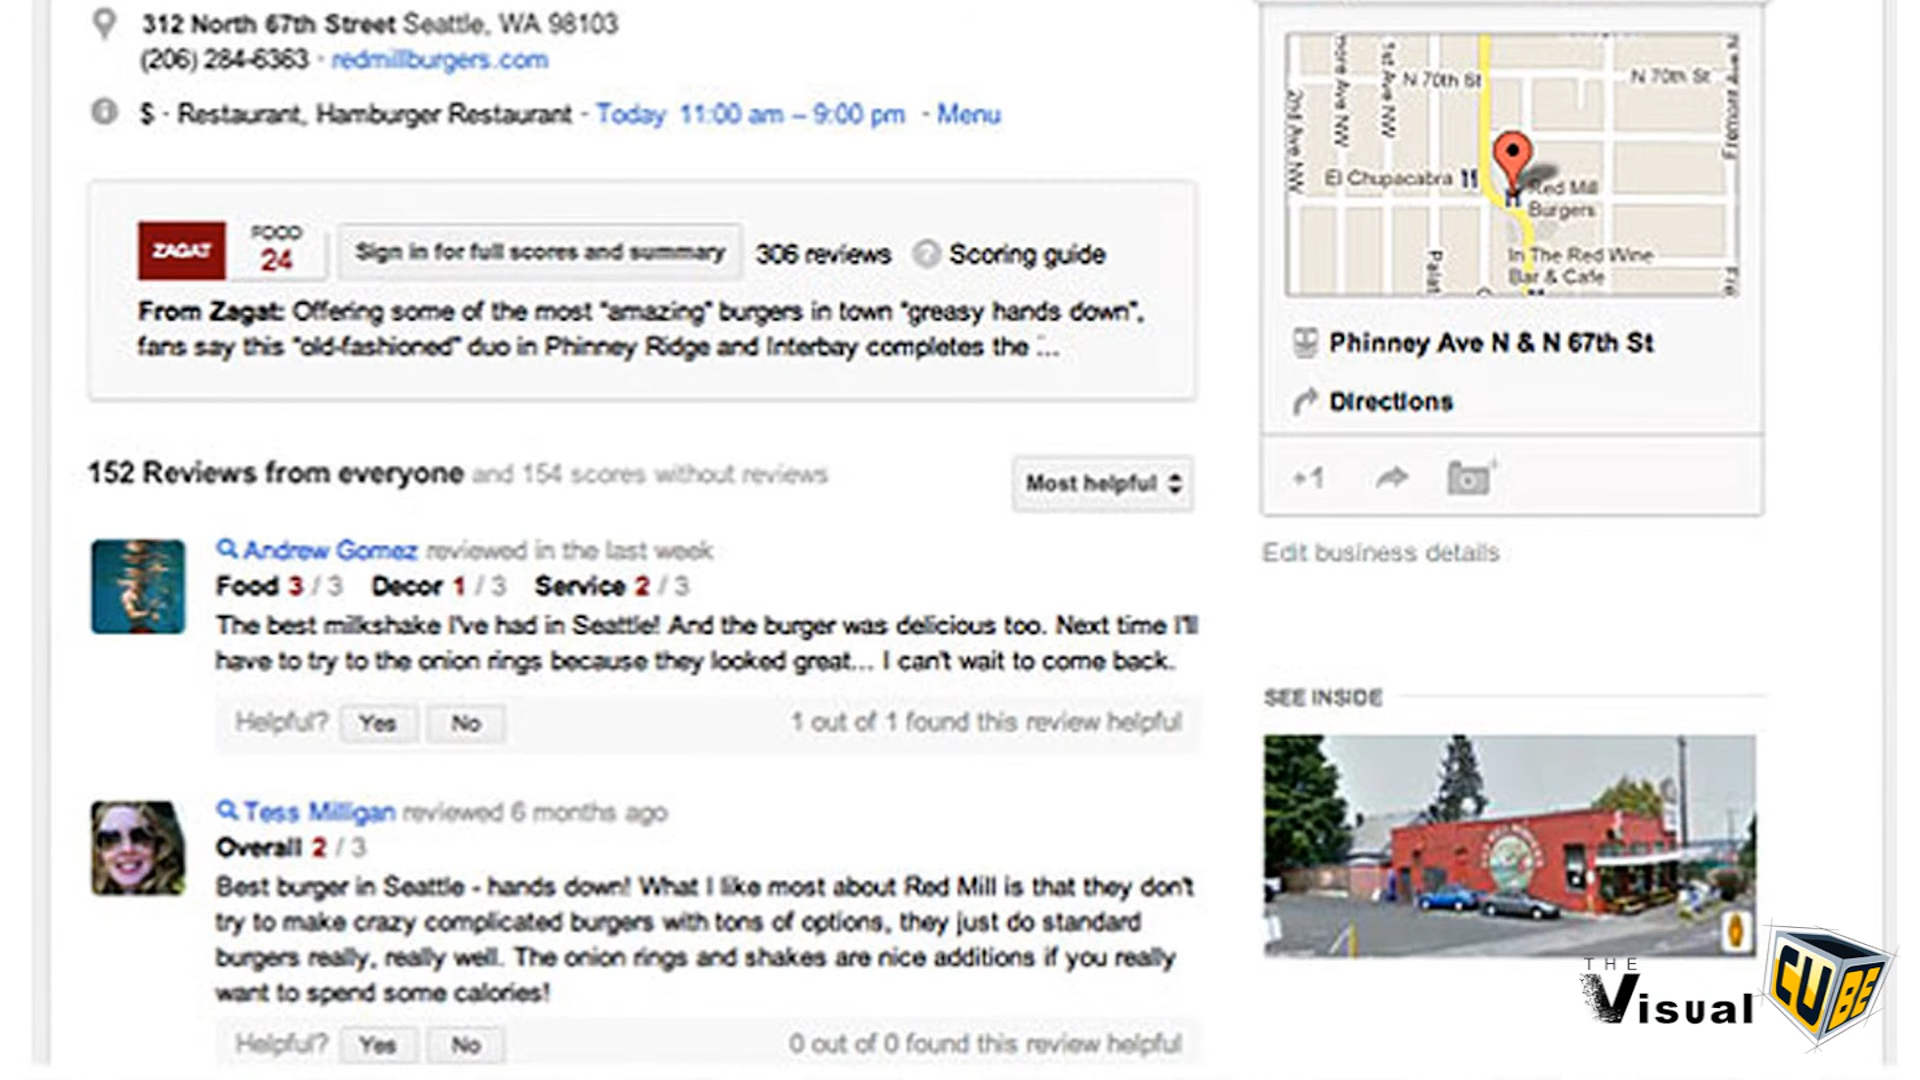 312 North 67th Street Seattle, WA 98103
(206) 284-6363 · redmillburgers.com
$ · Restaurant, Hamburger Restaurant · Today 11:00 am – 9:00 pm · Menu
ZAGAT
FOOD
24
Sign in for full scores and summary
306 reviews
? Scoring guide
From Zagat: Offering some of the most "amazing" burgers in town "greasy hands down",
fans say this "old-fashioned" duo in Phinney Ridge and Interbay completes the ...
152 Reviews from everyone and 154 scores without reviews
Most helpful
Andrew Gomez reviewed in the last week
Food 3 / 3 Decor 1 / 3 Service 2 / 3
The best milkshake I've had in Seattle! And the burger was delicious too. Next time I'll
have to try to the onion rings because they looked great... I can't wait to come back.
Helpful? Yes No 1 out of 1 found this review helpful
Tess Milligan reviewed 6 months ago
Overall 2 / 3
Best burger in Seattle - hands down! What I like most about Red Mill is that they don't
try to make crazy complicated burgers with tons of options, they just do standard
burgers really, really well. The onion rings and shakes are nice additions if you really
want to spend some calories!
Helpful? Yes No 0 out of 0 found this review helpful
N 70th St
N 70th St
2nd Ave NW
Ave NW
1st Ave NW
El Chupacabra
Red Mill
Burgers
In The Red Wine
Bar & Cafe
Palat
Phinney Ave N & N 67th St
Directions
+1
Edit business details
SEE INSIDE
THE
Visual
CUBE